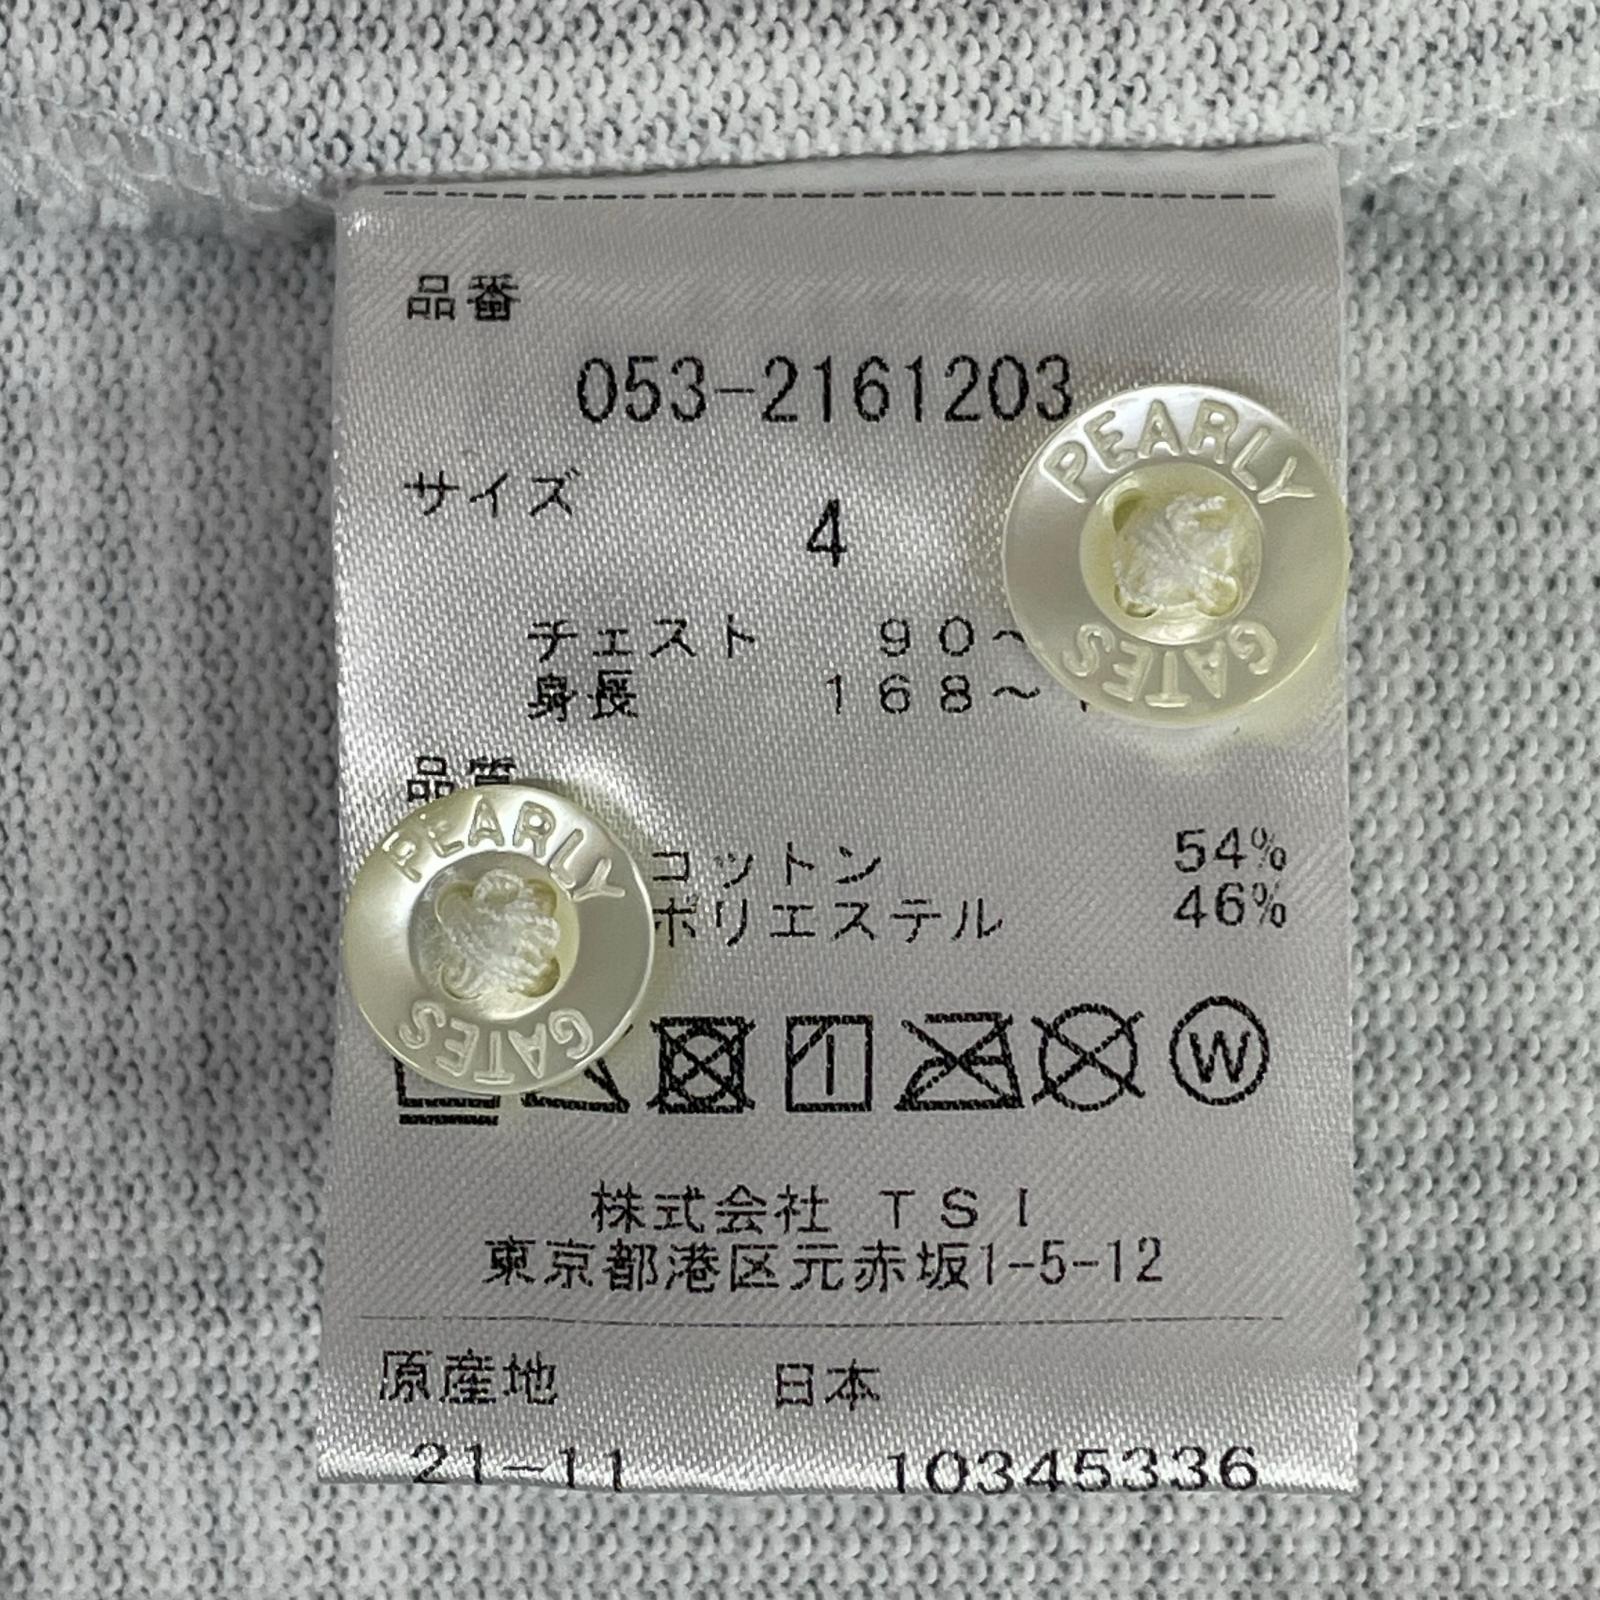 品番
053-2161203
PEARLY
GATES
サイズ 4
チェスト 90~
身長 168~
品質
PEARLY
GATES
コットン 54%
ポリエステル 46%
W
株式会社 TSI
東京都港区元赤坂1-5-12
原産地 日本
21-11 10345336